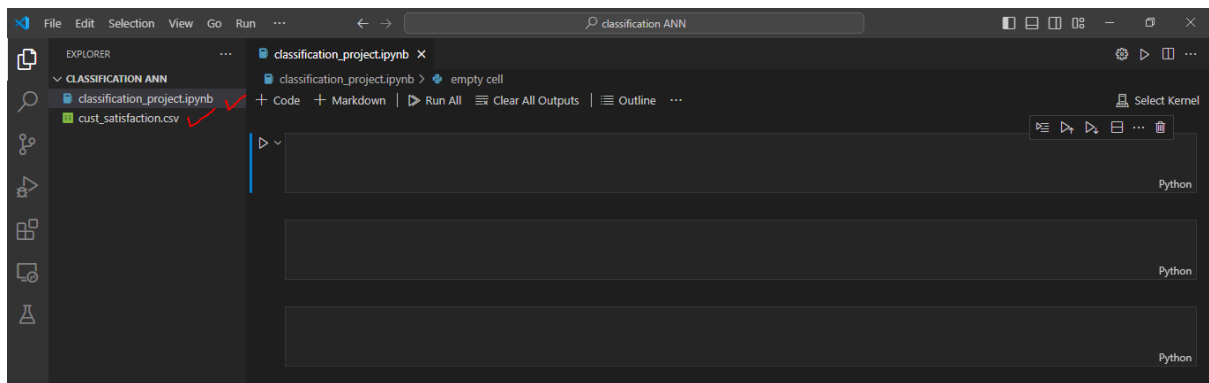 File Edit Selection View Go Run ... classification ANN
EXPLORER ... classification_project.ipynb
CLASSIFICATION ANN classification_project.ipynb > empty cell
classification_project.ipynb + Code + Markdown | Run All Clear All Outputs | Outline ... Select Kernel
cust_satisfaction.csv
Python
Python
Python